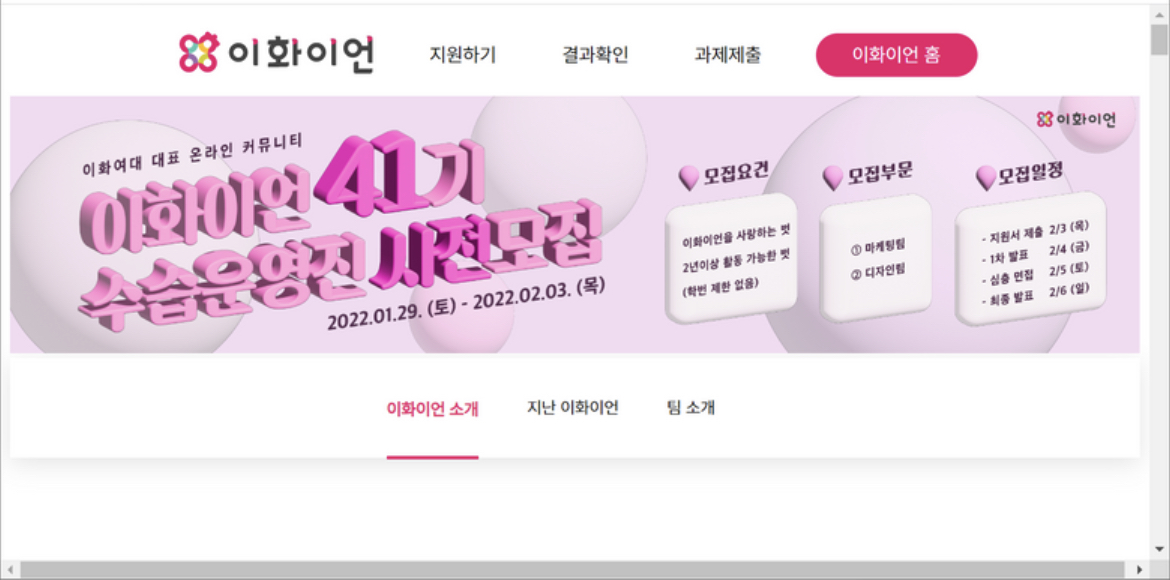 이화이언
지원하기
결과확인
과제제출
이화이언 홈
이화여대 대표 온라인 커뮤니티
이화이언 41기
수습운영진 사전모집
2022.01.29. (토) - 2022.02.03. (목)
이화이언
모집요건
이화이언을 사랑하는 벗
2년이상 활동 가능한 벗
(학번 제한 없음)
모집부문
① 마케팅팀
② 디자인팀
모집일정
- 지원서 제출 2/3 (목)
- 1차 발표 2/4 (금)
- 심층 면접 2/5 (토)
- 최종 발표 2/6 (일)
이화이언 소개
지난 이화이언
팀 소개